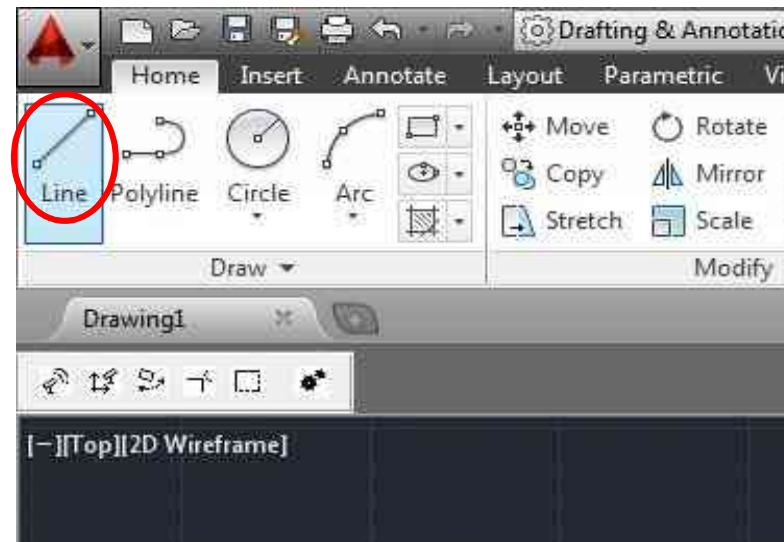 Drafting & Annotatio
Home Insert Annotate Layout Parametric Vi
Line Polyline Circle Arc
Move Rotate
Copy Mirror
Stretch Scale
Draw Modify
Drawing1
[−][Top][2D Wireframe]